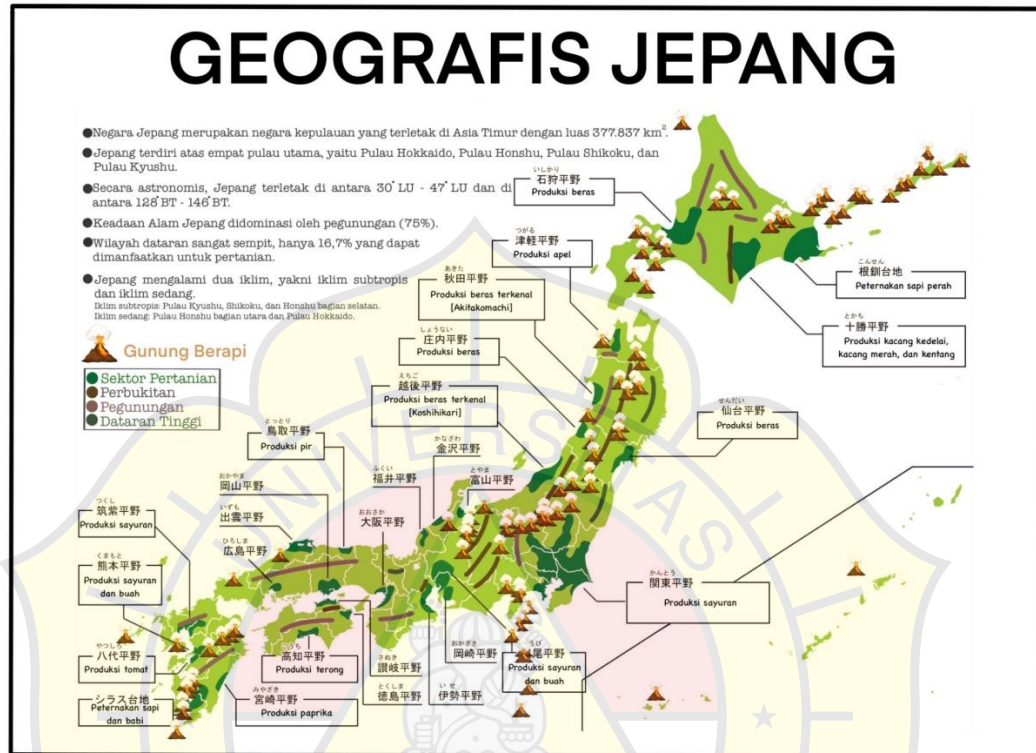 GEOGRAFIS JEPANG
●Negara Jepang merupakan negara kepulauan yang terletak di Asia Timur dengan luas 377.837 km².
●Jepang terdiri atas empat pulau utama, yaitu Pulau Hokkaido, Pulau Honshu, Pulau Shikoku, dan
Pulau Kyushu.
●Secara astronomis, Jepang terletak di antara 30° LU - 47° LU dan di
antara 128°BT - 146°BT.
●Keadaan Alam Jepang didominasi oleh pegunungan (75%).
●Wilayah dataran sangat sempit, hanya 16,7% yang dapat
dimanfaatkan untuk pertanian.
●Jepang mengalami dua iklim, yakni iklim subtropis
dan iklim sedang.
Iklim subtropis: Pulau Kyushu, Shikoku, dan Honshu bagian selatan.
Iklim sedang: Pulau Honshu bagian utara dan Pulau Hokkaido.
Gunung Berapi
Sektor Pertanian
Perbukitan
Pegunungan
Dataran Tinggi
いしかり
石狩平野
Produksi beras
つがる
津軽平野
Produksi apel
あきた
秋田平野
Produksi beras terkenal
[Akitakomachi]
しょうない
庄内平野
Produksi beras
えちご
越後平野
Produksi beras terkenal
[Koshihikari]
こんせん
根釧台地
Peternakan sapi perah
とかち
十勝平野
Produksi kacang kedelai,
kacang merah, dan kentang
せんだい
仙台平野
Produksi beras
とっとり
鳥取平野
Produksi pir
かなざわ
金沢平野
ふくい
福井平野
とやま
富山平野
おかやま
岡山平野
いずも
出雲平野
おおさか
大阪平野
ひろしま
広島平野
つくし
筑紫平野
Produksi sayuran
くまもと
熊本平野
Produksi sayuran
dan buah
やつしろ
八代平野
Produksi tomat
シラス台地
Peternakan sapi
dan babi
みやざき
宮崎平野
Produksi paprika
こうち
高知平野
Produksi terong
さぬき
讃岐平野
とくしま
徳島平野
おかざき
岡崎平野
いせ
伊勢平野
うび
尾平野
Produksi sayuran
dan buah
かんとう
関東平野
Produksi sayuran
UNIVERSITAS